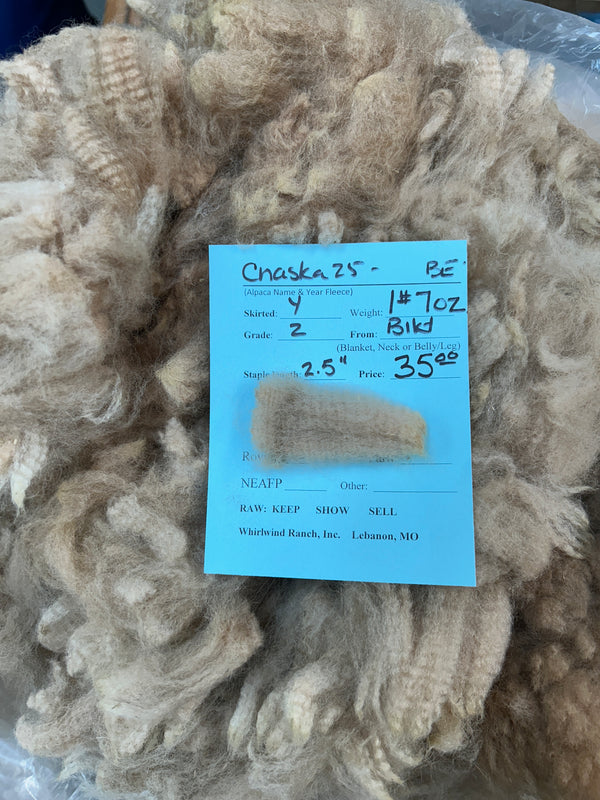 Chaska 25 - BE
(Alpaca Name & Year Fleece)
Skirted: Y Weight: 1# 7oz
Grade: 2 From: Blkt
(Blanket, Neck or Belly/Leg)
Staple length: 2.5" Price: 35.00
NEAFP Other:
RAW: KEEP SHOW SELL
Whirlwind Ranch, Inc. Lebanon, MO